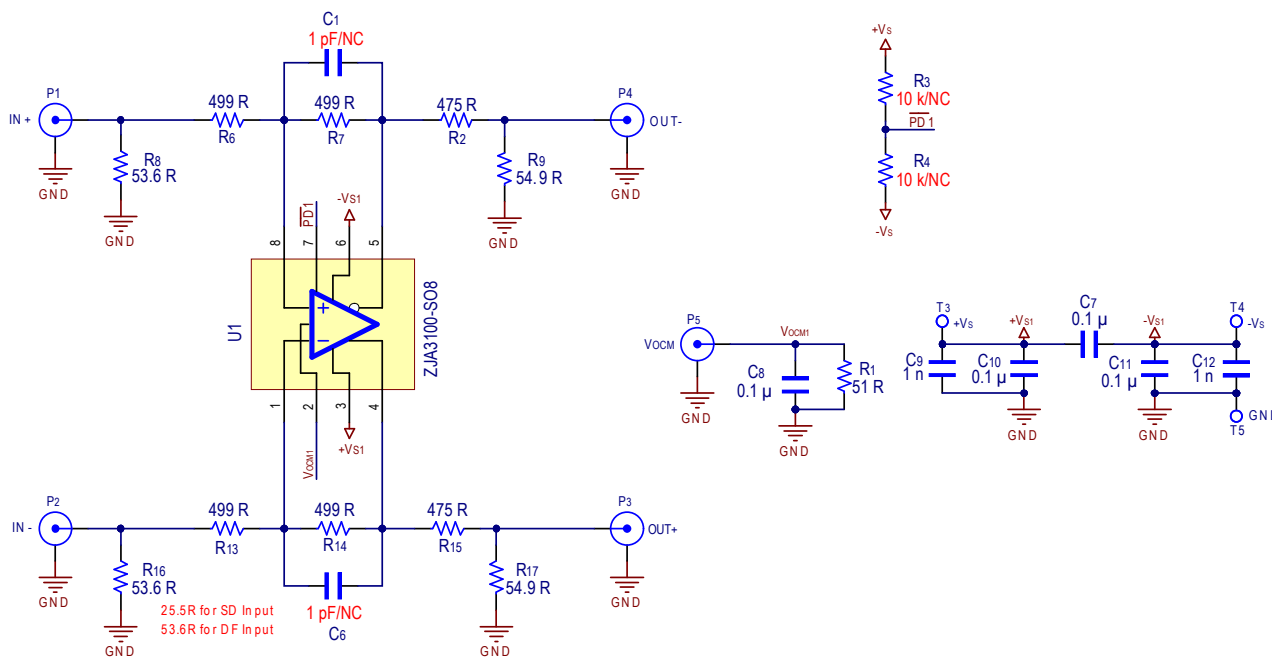 C1
1 pF/NC
P1
499 R
499 R
475 R
P4
IN +
R6
R7
R2
OUT-
R8
53.6 R
R9
54.9 R
GND
GND
GND
GND
PD1
-VS1
8
7
6
5
U1
+
−
ZJA3100-SO8
1
2
3
4
VOCM1
+VS1
P2
499 R
499 R
475 R
P3
IN -
R13
R14
R15
OUT+
R16
53.6 R
R17
54.9 R
GND
GND
25.5R for SD Input
53.6R for DF Input
1 pF/NC
C6
GND
GND
+VS
R3
10 k/NC
PD1
R4
10 k/NC
-VS
P5
VOCM
VOCM1
C8
0.1 µ
R1
51 R
GND
GND
T3
+VS
+VS1
C7
0.1 µ
-VS1
T4
-VS
C9
1 n
C10
0.1 µ
C11
0.1 µ
C12
1 n
GND
GND
GND
T5